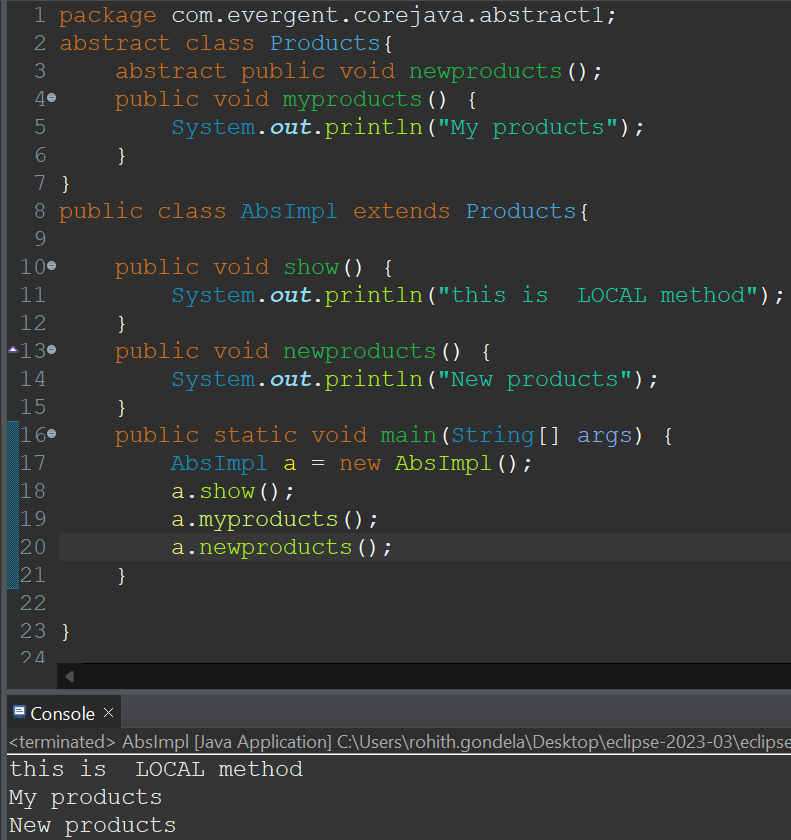 1 package com.evergent.corejava.abstract1;
2 abstract class Products{
3     abstract public void newproducts();
4     public void myproducts() {
5         System.out.println("My products");
6     }
7 }
8 public class AbsImpl extends Products{
9
10     public void show() {
11         System.out.println("this is  LOCAL method");
12     }
13     public void newproducts() {
14         System.out.println("New products");
15     }
16     public static void main(String[] args) {
17         AbsImpl a = new AbsImpl();
18         a.show();
19         a.myproducts();
20         a.newproducts();
21     }
22
23 }
24
Console ×
<terminated> AbsImpl [Java Application] C:\Users\rohith.gondela\Desktop\eclipse-2023-03\eclipse
this is  LOCAL method
My products
New products